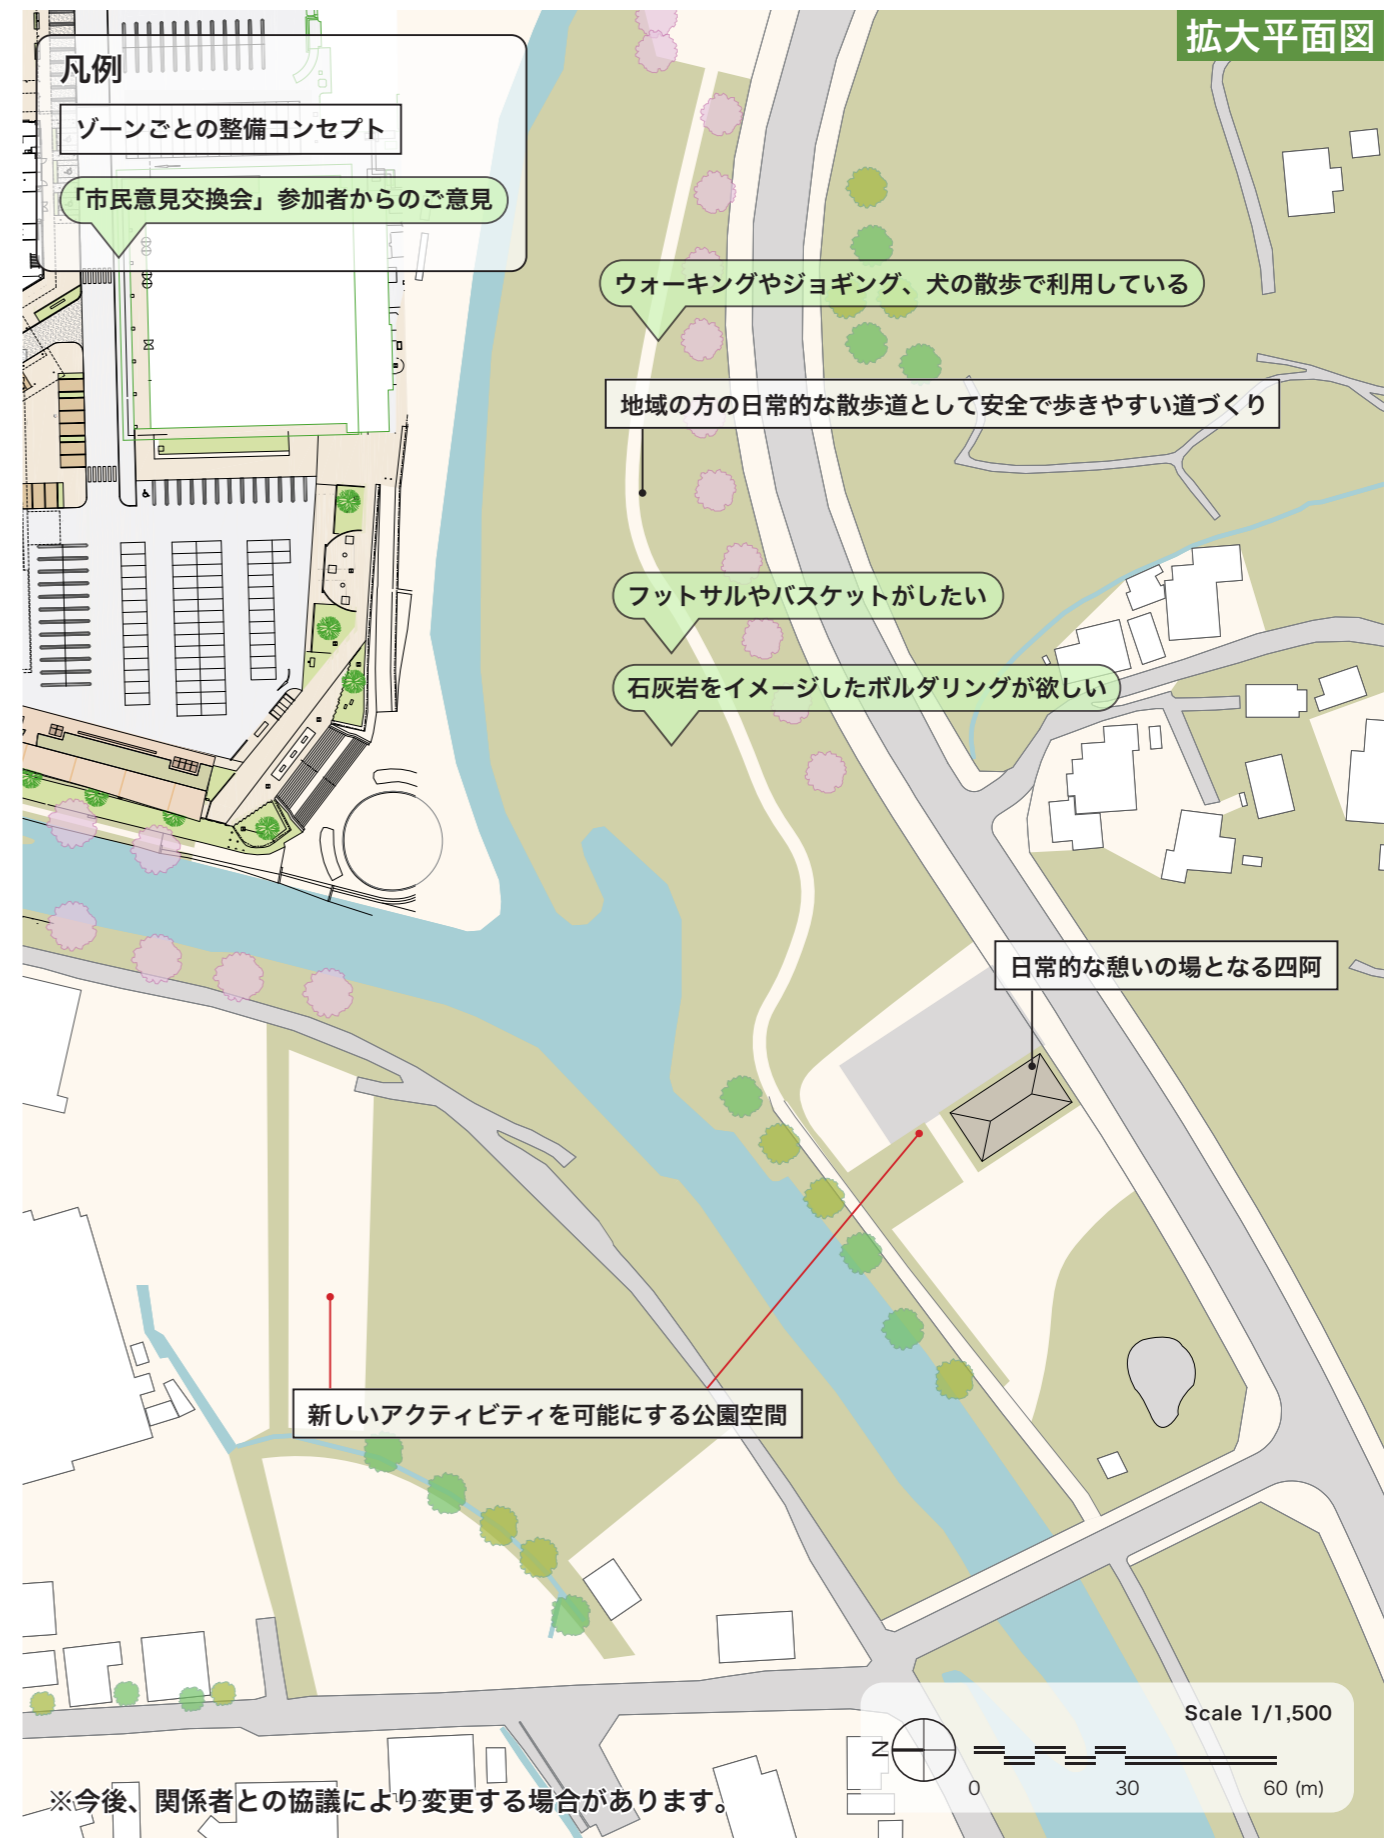 拡大平面図
凡例
ゾーンごとの整備コンセプト
「市民意見交換会」参加者からのご意見
ウォーキングやジョギング、犬の散歩で利用している
地域の方の日常的な散歩道として安全で歩きやすい道づくり
フットサルやバスケットがしたい
石灰岩をイメージしたボルダリングが欲しい
日常的な憩いの場となる四阿
新しいアクティビティを可能にする公園空間
Scale 1/1,500
N
0 30 60 (m)
※今後、関係者との協議により変更する場合があります。